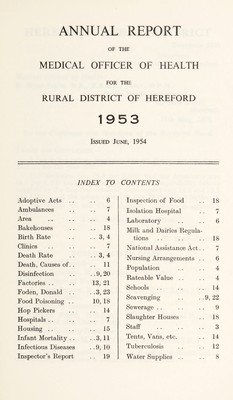 ANNUAL REPORT
OF THE
MEDICAL OFFICER OF HEALTH
FOR THE
RURAL DISTRICT OF HEREFORD
1953
ISSUED JUNE, 1954
INDEX TO CONTENTS
Adoptive Acts .. .. 6
Ambulances .. .. 7
Area .. .. .. 4
Bakehouses .. .. 18
Birth Rate .. .. 3, 4
Clinics .. .. .. 7
Death Rate .. .. 3, 4
Death, Causes of .. .. 11
Disinfection .. .. 9, 20
Factories .. .. 13, 21
Foden, Donald .. .. 3, 23
Food Poisoning .. 10, 18
Hop Pickers .. .. 14
Hospitals .. .. .. 7
Housing .. .. .. 15
Infant Mortality .. .. 3, 11
Infectious Diseases .. 9, 10
Inspector's Report .. 19
Inspection of Food .. 18
Isolation Hospital .. 7
Laboratory .. .. 6
Milk and Dairies Regula-
tions .. .. .. 18
National Assistance Act .. 7
Nursing Arrangements .. 6
Population .. .. 4
Rateable Value .. .. 4
Schools .. .. .. 14
Scavenging .. .. 9, 22
Sewerage .. .. .. 9
Slaughter Houses .. 18
Staff .. .. .. 3
Tents, Vans, etc. .. 14
Tuberculosis .. .. 12
Water Supplies .. .. 8